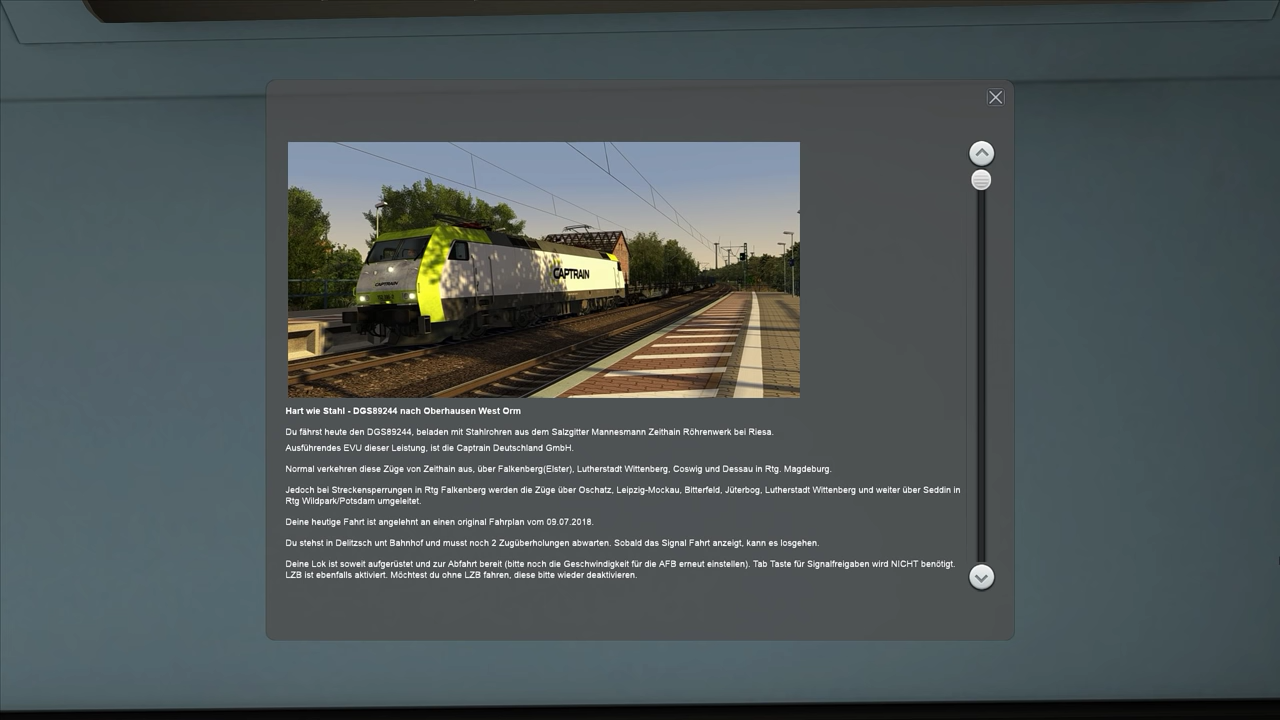 CAPTRAIN
CAPTRAIN
Hart wie Stahl - DGS89244 nach Oberhausen West Orm
Du fährst heute den DGS89244, beladen mit Stahlrohren aus dem Salzgitter Mannesmann Zeithain Röhrenwerk bei Riesa.
Ausführendes EVU dieser Leistung, ist die Captrain Deutschland GmbH.
Normal verkehren diese Züge von Zeithain aus, über Falkenberg(Elster), Lutherstadt Wittenberg, Coswig und Dessau in Rtg. Magdeburg.
Jedoch bei Streckensperrungen in Rtg Falkenberg werden die Züge über Oschatz, Leipzig-Mockau, Bitterfeld, Jüterbog, Lutherstadt Wittenberg und weiter über Seddin in
Rtg Wildpark/Potsdam umgeleitet.
Deine heutige Fahrt ist angelehnt an einen original Fahrplan vom 09.07.2018.
Du stehst in Delitzsch unt Bahnhof und musst noch 2 Zugüberholungen abwarten. Sobald das Signal Fahrt anzeigt, kann es losgehen.
Deine Lok ist soweit aufgerüstet und zur Abfahrt bereit (bitte noch die Geschwindigkeit für die AFB erneut einstellen). Tab Taste für Signalfreigaben wird NICHT benötigt.
LZB ist ebenfalls aktiviert. Möchtest du ohne LZB fahren, diese bitte wieder deaktivieren.